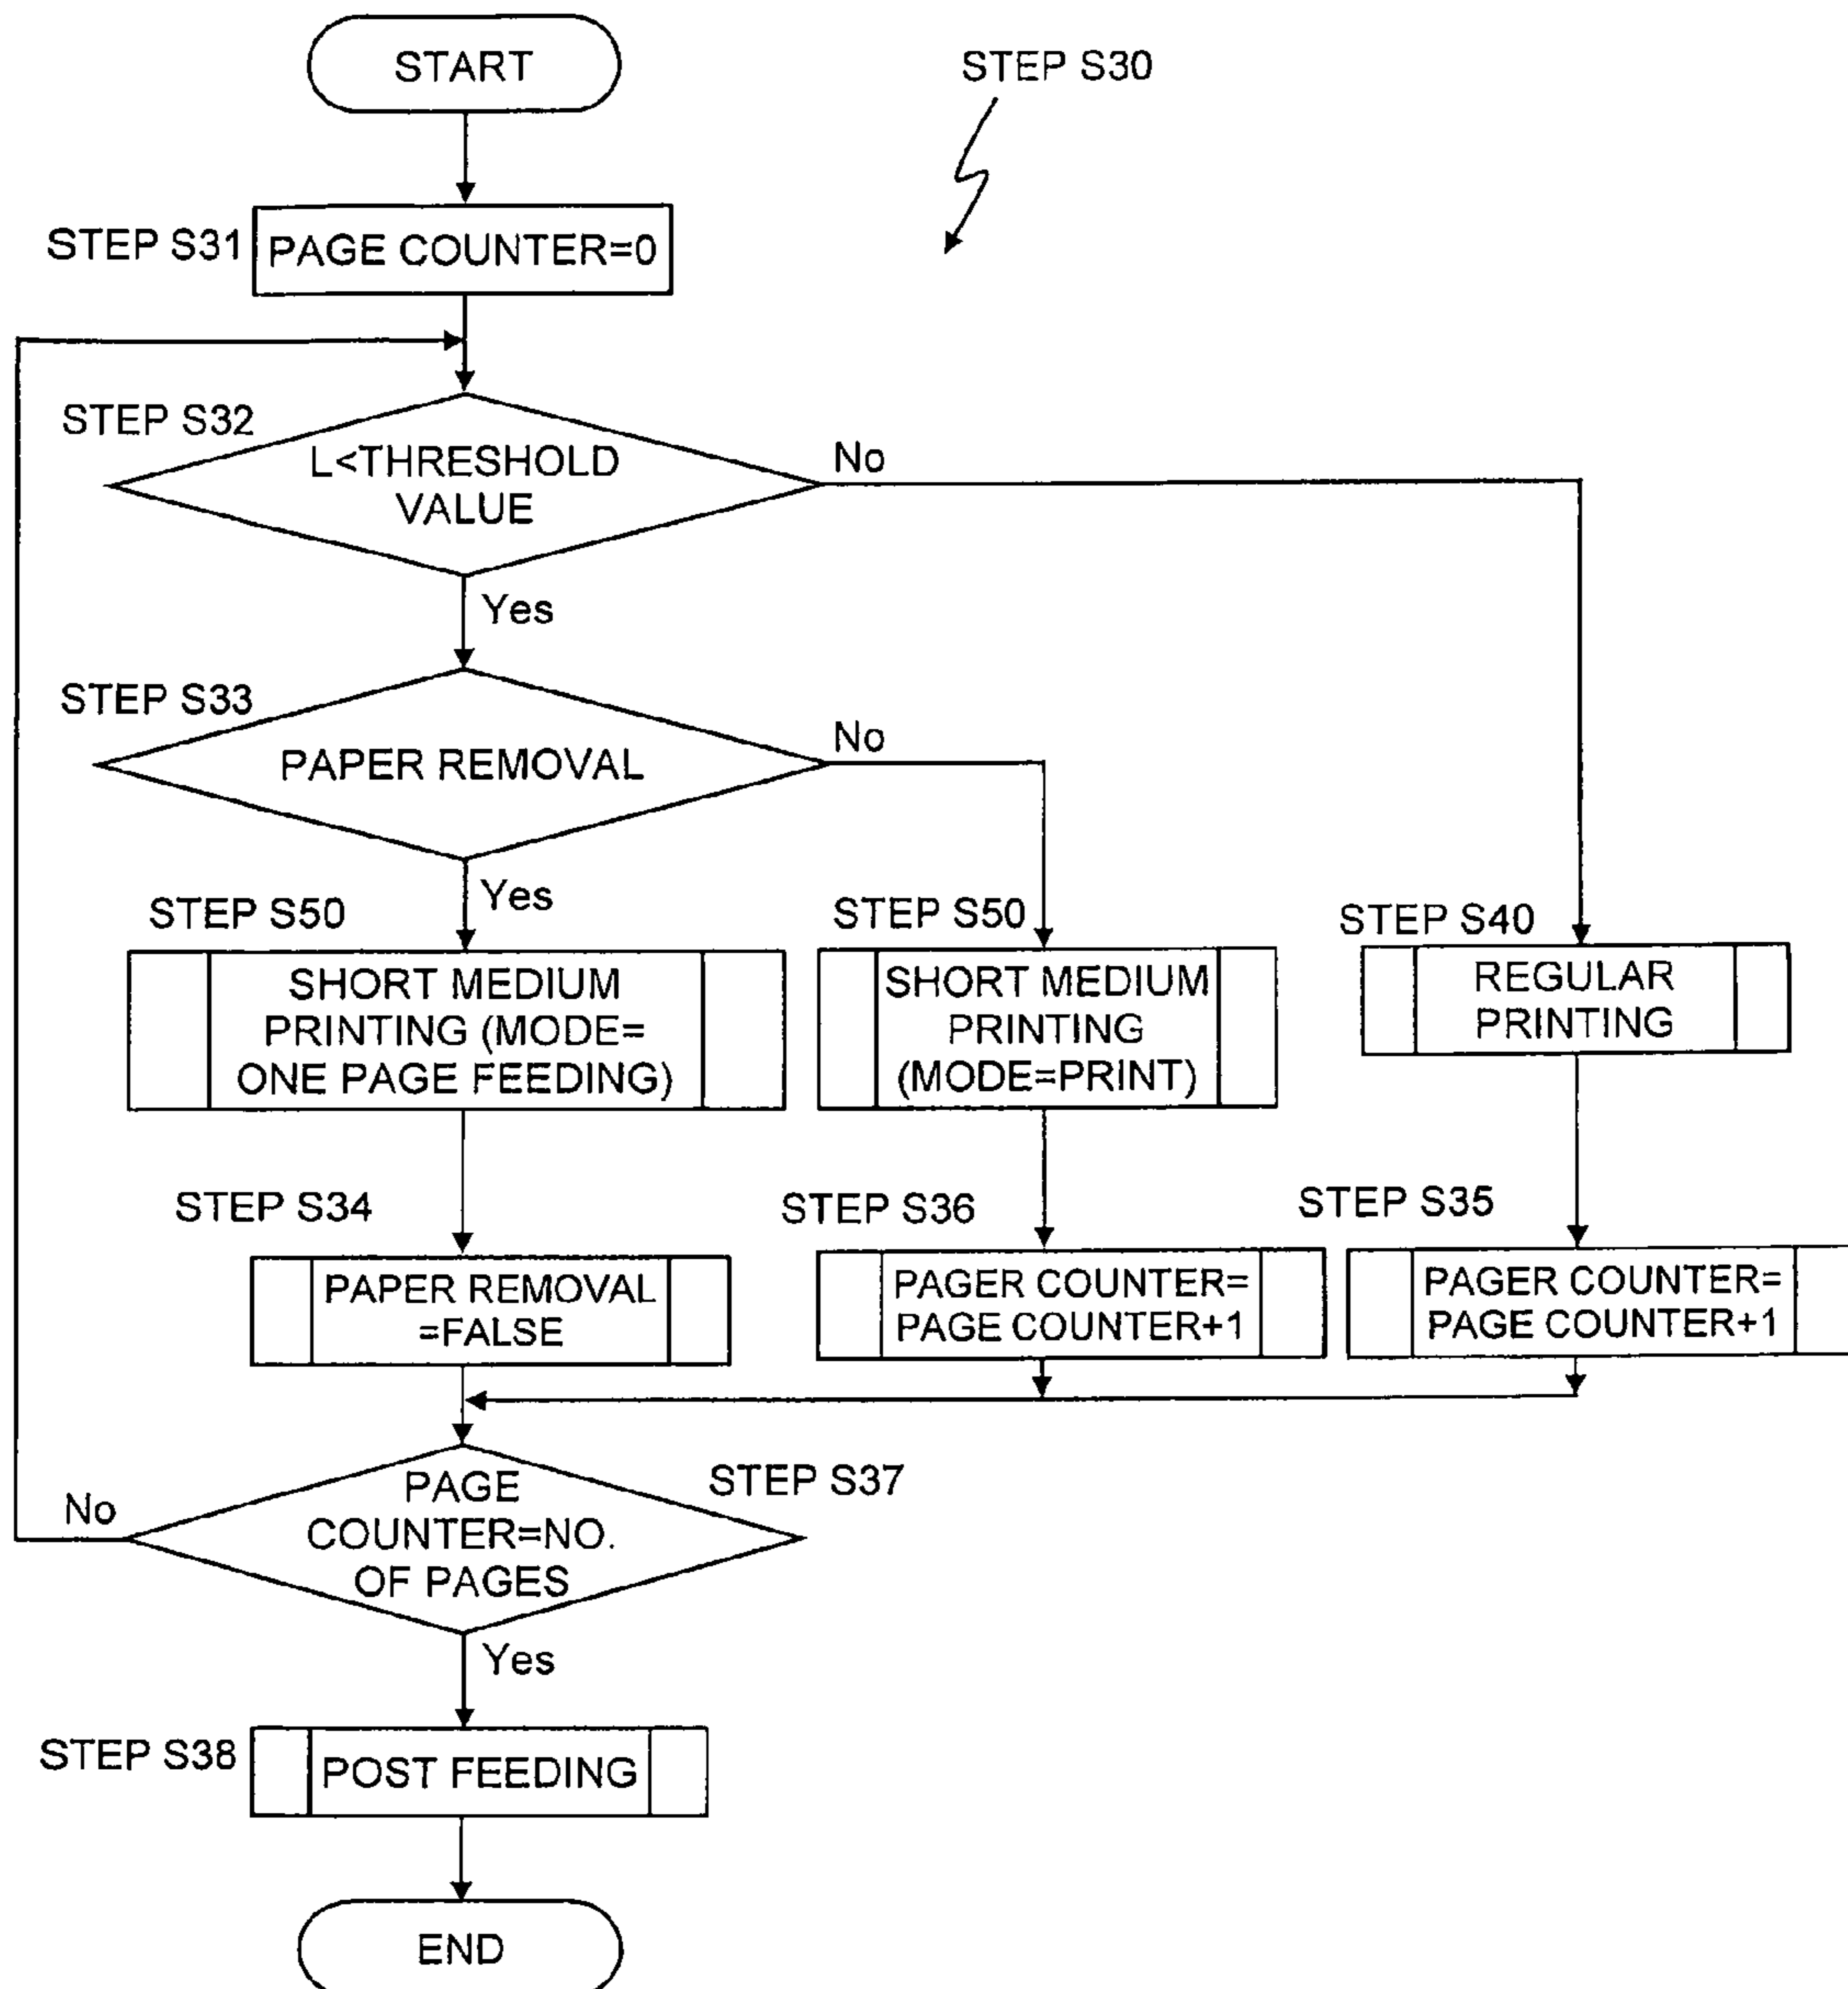 START
STEP S30
STEP S31
PAGE COUNTER=0
STEP S32
L<THRESHOLD
VALUE
No
Yes
STEP S33
PAPER REMOVAL
No
Yes
STEP S50
SHORT MEDIUM
PRINTING (MODE=
ONE PAGE FEEDING)
STEP S50
SHORT MEDIUM
PRINTING
(MODE=PRINT)
STEP S40
REGULAR
PRINTING
STEP S34
PAPER REMOVAL
=FALSE
STEP S36
PAGER COUNTER=
PAGE COUNTER+1
STEP S35
PAGER COUNTER=
PAGE COUNTER+1
STEP S37
PAGE
COUNTER=NO.
OF PAGES
No
Yes
STEP S38
POST FEEDING
END